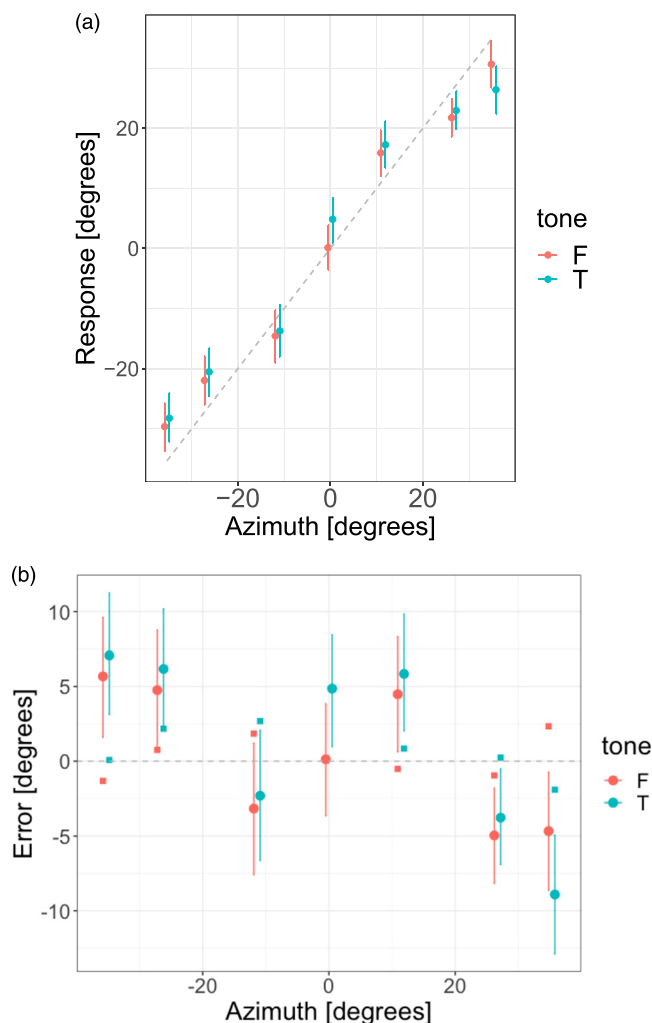 (a)
Response [degrees]
20
0
−20
−20
0
20
Azimuth [degrees]
tone
F
T
(b)
Error [degrees]
10
5
0
-5
-10
-20
0
20
Azimuth [degrees]
tone
F
T